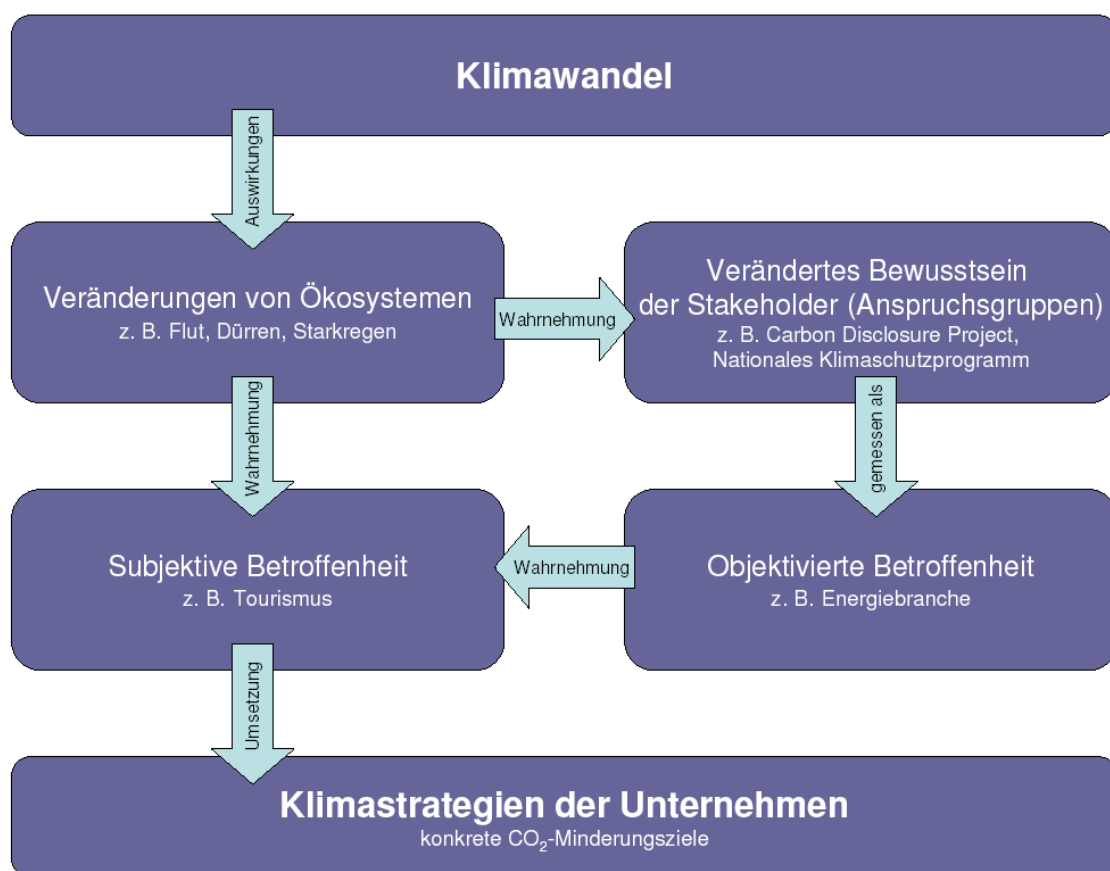 Klimawandel
Auswirkungen
Veränderungen von Ökosystemen
z. B. Flut, Dürren, Starkregen
Wahrnehmung
Verändertes Bewusstsein
der Stakeholder (Anspruchsgruppen)
z. B. Carbon Disclosure Project,
Nationales Klimaschutzprogramm
Wahrnehmung
gemessen als
Subjektive Betroffenheit
z. B. Tourismus
Wahrnehmung
Objektivierte Betroffenheit
z. B. Energiebranche
Umsetzung
Klimastrategien der Unternehmen
konkrete CO₂-Minderungsziele